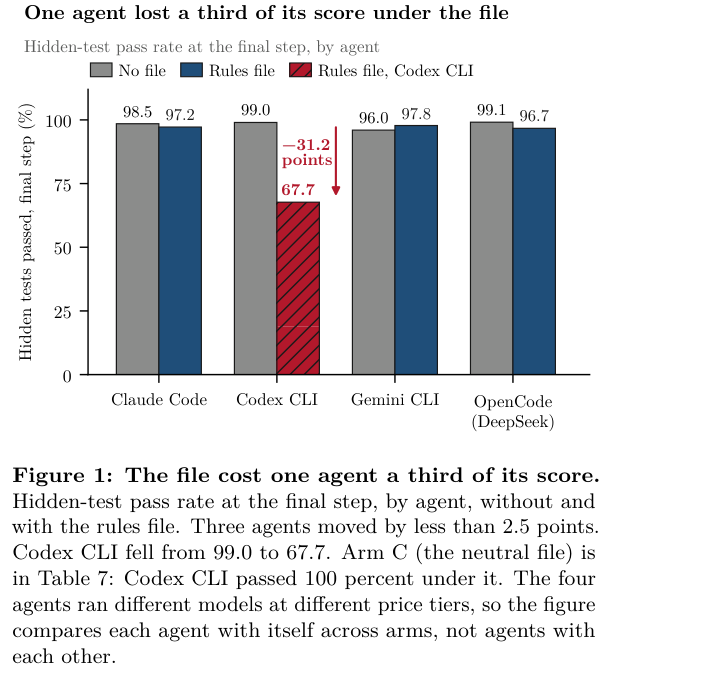 One agent lost a third of its score under the file
Hidden-test pass rate at the final step, by agent
No file Rules file Rules file, Codex CLI
Hidden tests passed, final step (%)
100
75
50
25
0
98.5 97.2
99.0
−31.2
points
67.7
96.0 97.8
99.1 96.7
Claude Code
Codex CLI
Gemini CLI
OpenCode
(DeepSeek)
Figure 1: The file cost one agent a third of its score.
Hidden-test pass rate at the final step, by agent, without and
with the rules file. Three agents moved by less than 2.5 points.
Codex CLI fell from 99.0 to 67.7. Arm C (the neutral file) is
in Table 7: Codex CLI passed 100 percent under it. The four
agents ran different models at different price tiers, so the figure
compares each agent with itself across arms, not agents with
each other.